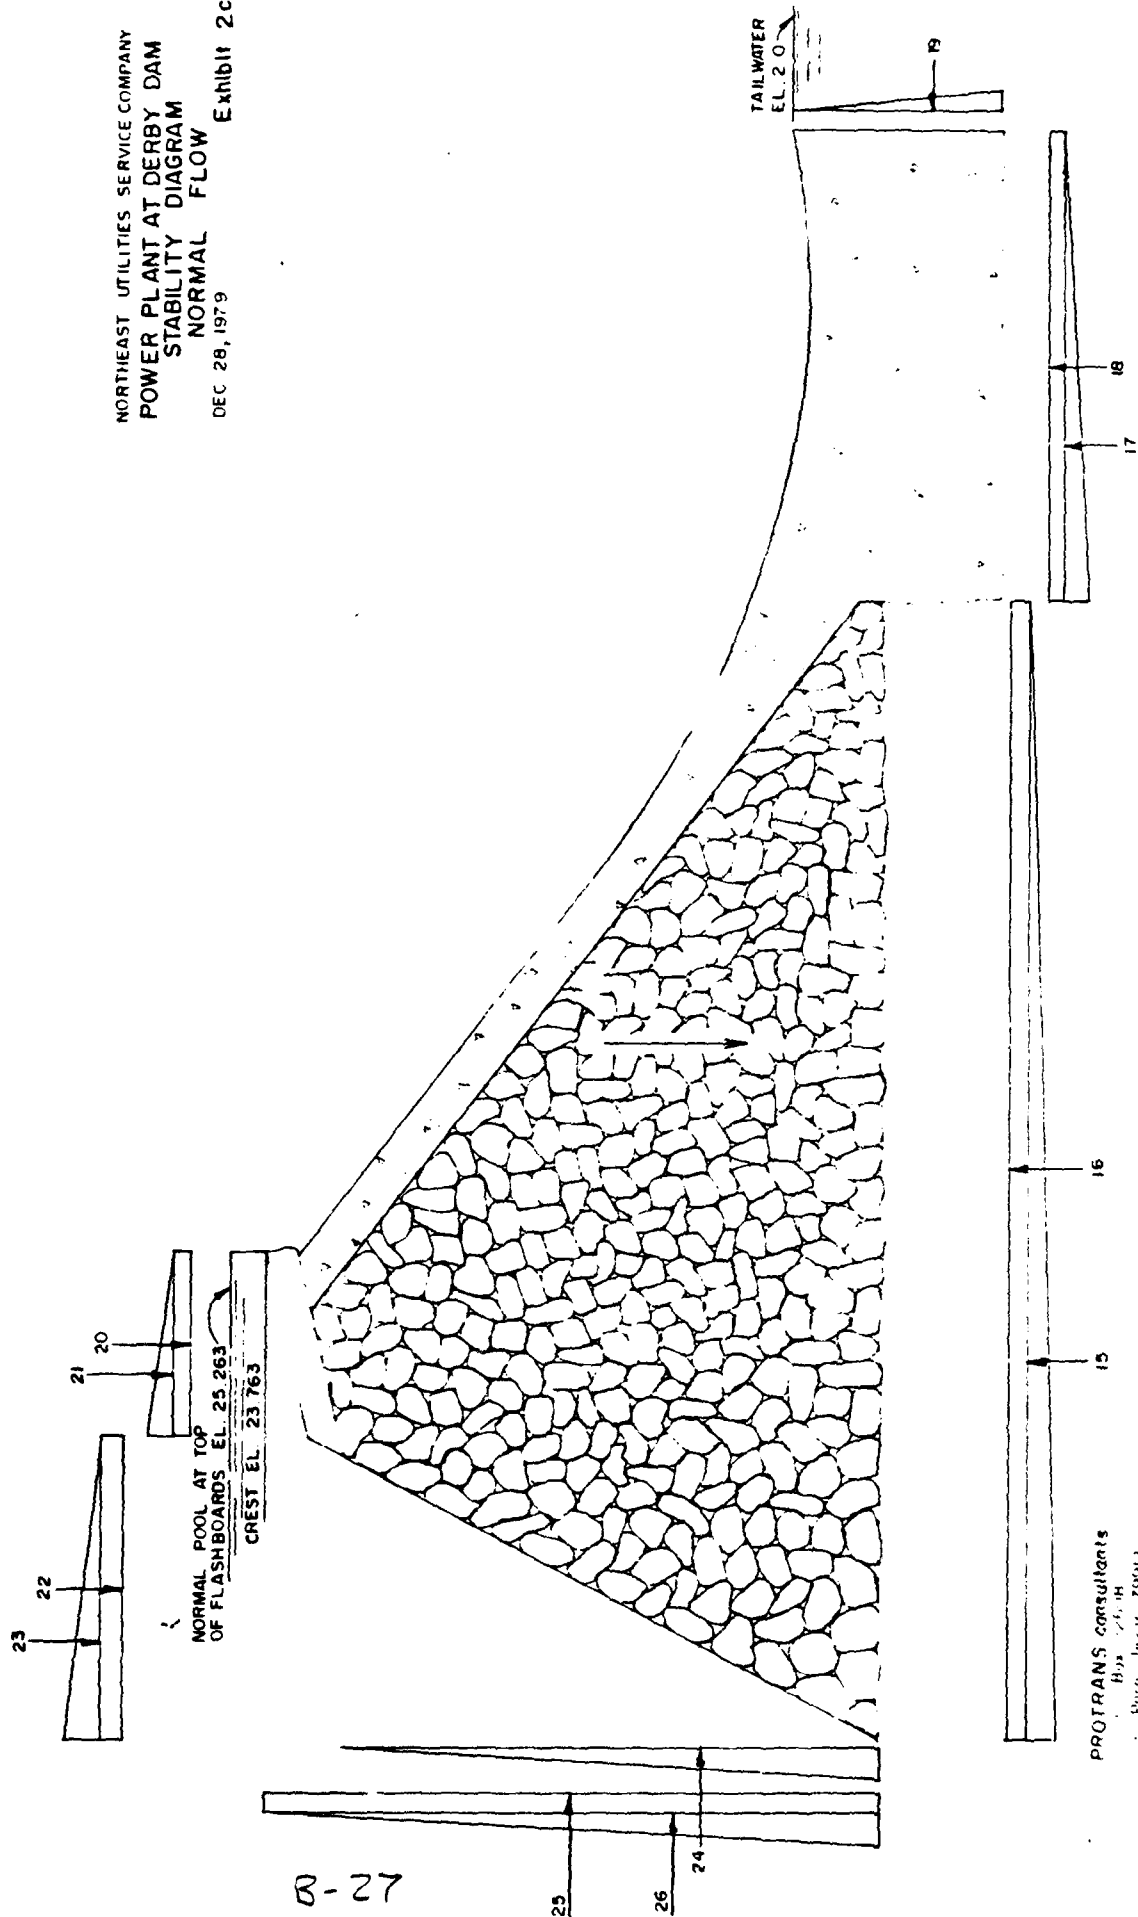 NORTHEAST UTILITIES SERVICE COMPANY
POWER PLANT AT DERBY DAM
STABILITY DIAGRAM
NORMAL FLOW
DEC 28, 1979
Exhibit 2c
TAILWATER
EL. 2 0
19
18
17
16
15
20
21
22
23
NORMAL POOL AT TOP
OF FLASHBOARDS EL. 25.263
CREST EL 23 763
24
25
26
B-27
PROTRANS consultants
Box